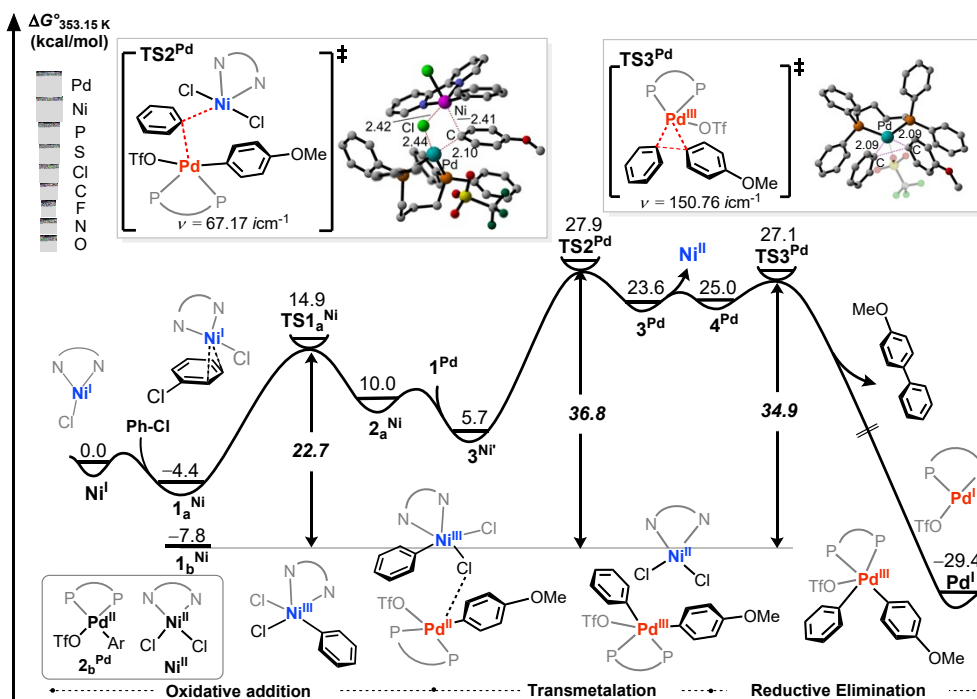 ΔG°353.15 K
(kcal/mol)
Pd
Ni
P
S
Cl
C
F
N
O
TS2Pd
‡
N
N
Cl
Ni
Cl
TfO
Pd
OMe
P
P
ν = 67.17 icm-1
Ni
2.42
Cl
2.41
2.44
C
2.10
Pd
TS3Pd
‡
P
P
PdIII
OTf
OMe
ν = 150.76 icm-1
Pd
2.09
2.09
C
C
27.9
TS2Pd
NiII
27.1
TS3Pd
23.6
3Pd
25.0
4Pd
14.9
TS1aNi
N
N
NiI
Cl
Cl
N
N
NiI
Cl
MeO
10.0
2aNi
1Pd
5.7
3Ni'
Ph-Cl
0.0
NiI
−4.4
1aNi
22.7
36.8
34.9
−7.8
1bNi
P
PdI
TfO
−29.4
PdI
P
P
PdII
TfO
Ar
2bPd
N
N
NiII
Cl
Cl
NiII
N
N
Cl
NiIII
Cl
N
N
NiIII
Cl
Cl
TfO
PdII
OMe
P
P
N
N
NiII
Cl
Cl
TfO
PdIII
OMe
P
P
P
P
TfO
PdIII
OMe
Oxidative addition
Transmetalation
Reductive Elimination